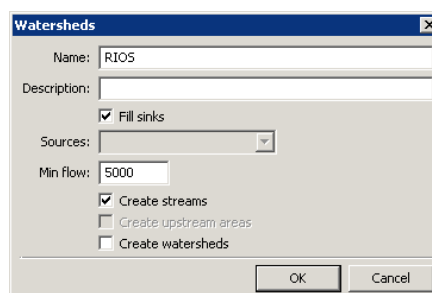 Watersheds
Name: RIOS
Description:
Fill sinks
Sources:
Min flow: 5000
Create streams
Create upstream areas
Create watersheds
OK Cancel